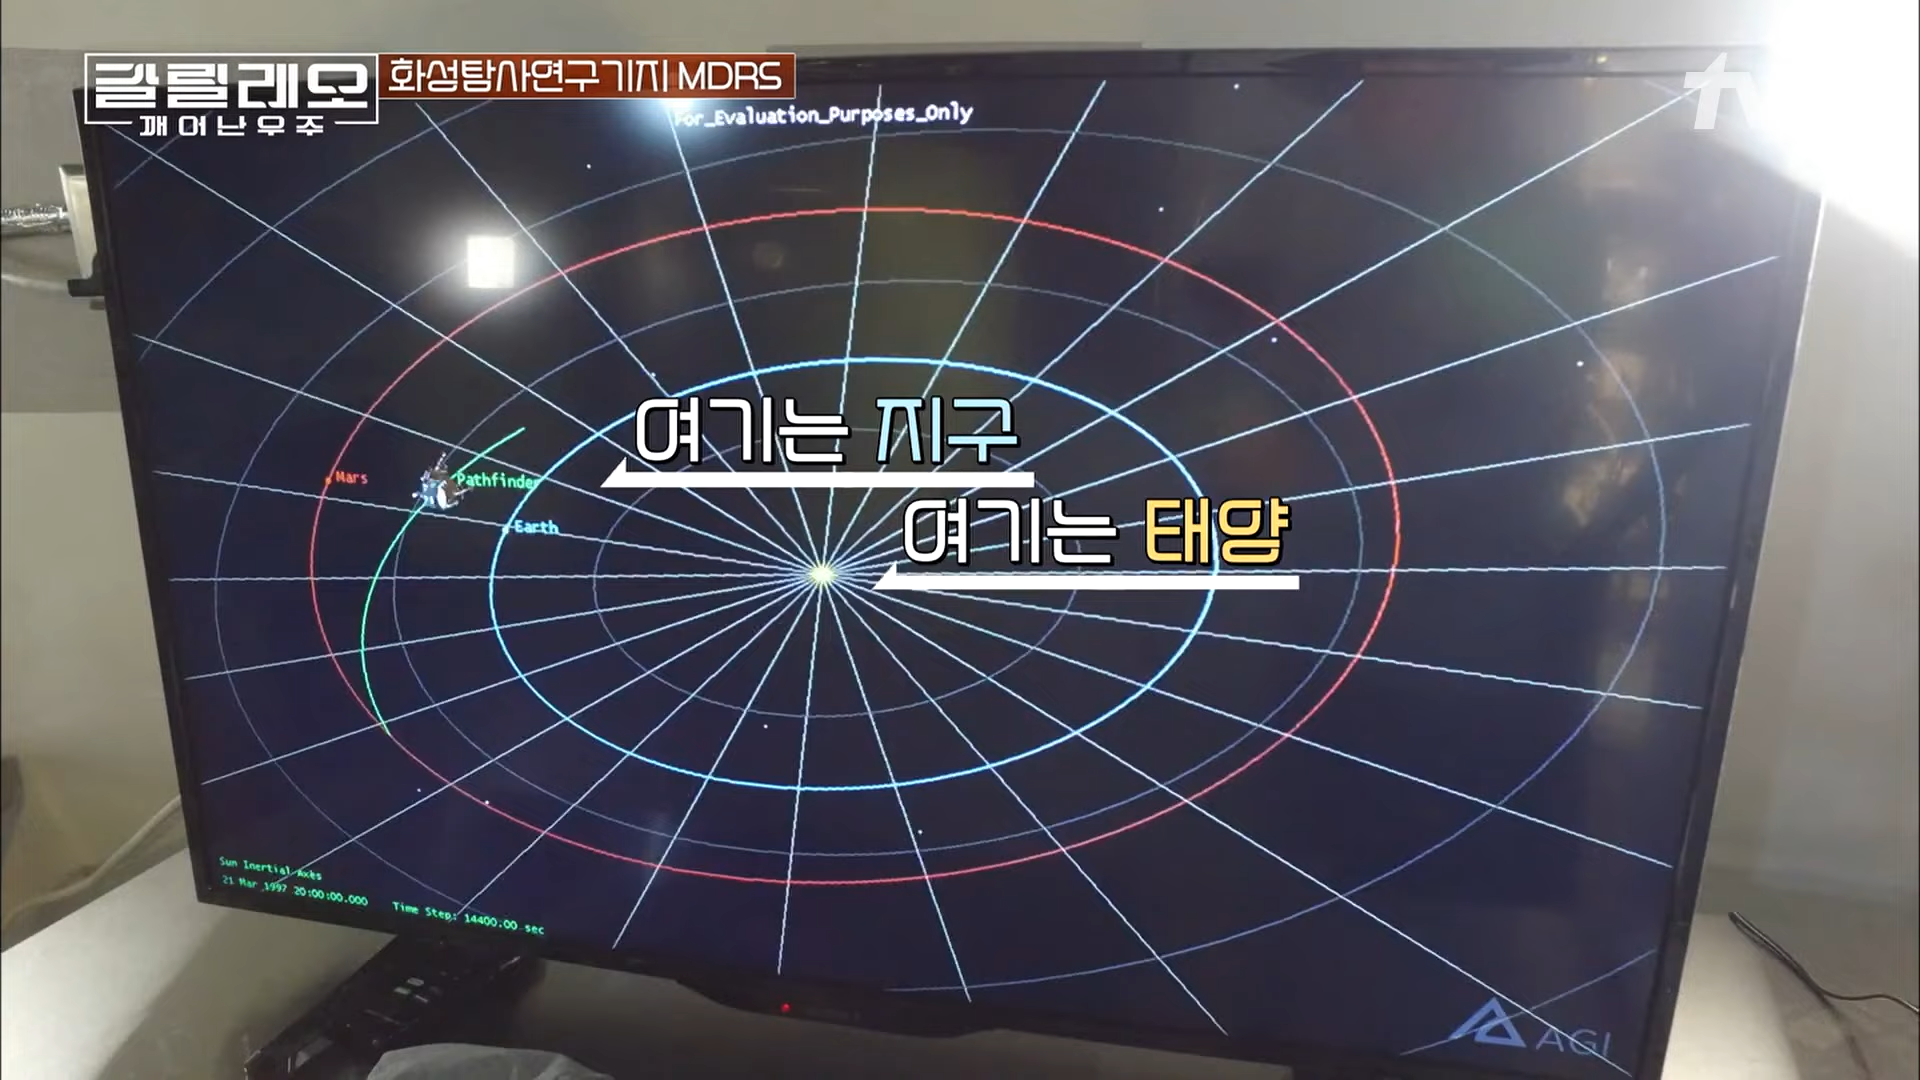 갈릴레오
깨어난 우주
화성탐사연구기지 MDRS
tv
For_Evaluation_Purposes_Only
여기는 지구
Mars
Pathfinder
Earth
여기는 태양
Sun Inertial Axes
21 Mar 1997 20:00:00.000 Time Step: 14400.00 sec
AGI